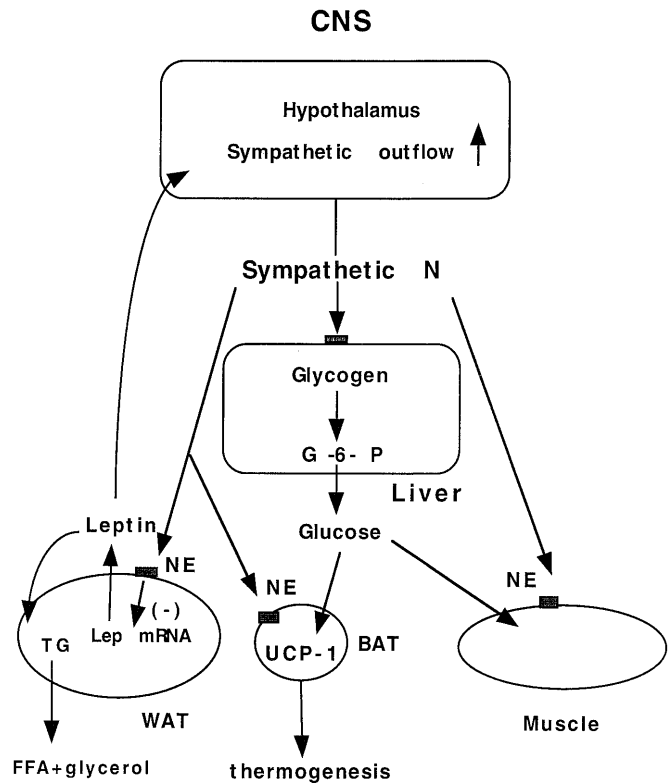 CNS
Hypothalamus
Sympathetic outflow
Sympathetic N
Glycogen
G -6- P
Liver
Leptin
Glucose
NE
NE
NE
(-)
TG
Lep mRNA
UCP-1
BAT
WAT
Muscle
FFA+glycerol
thermogenesis